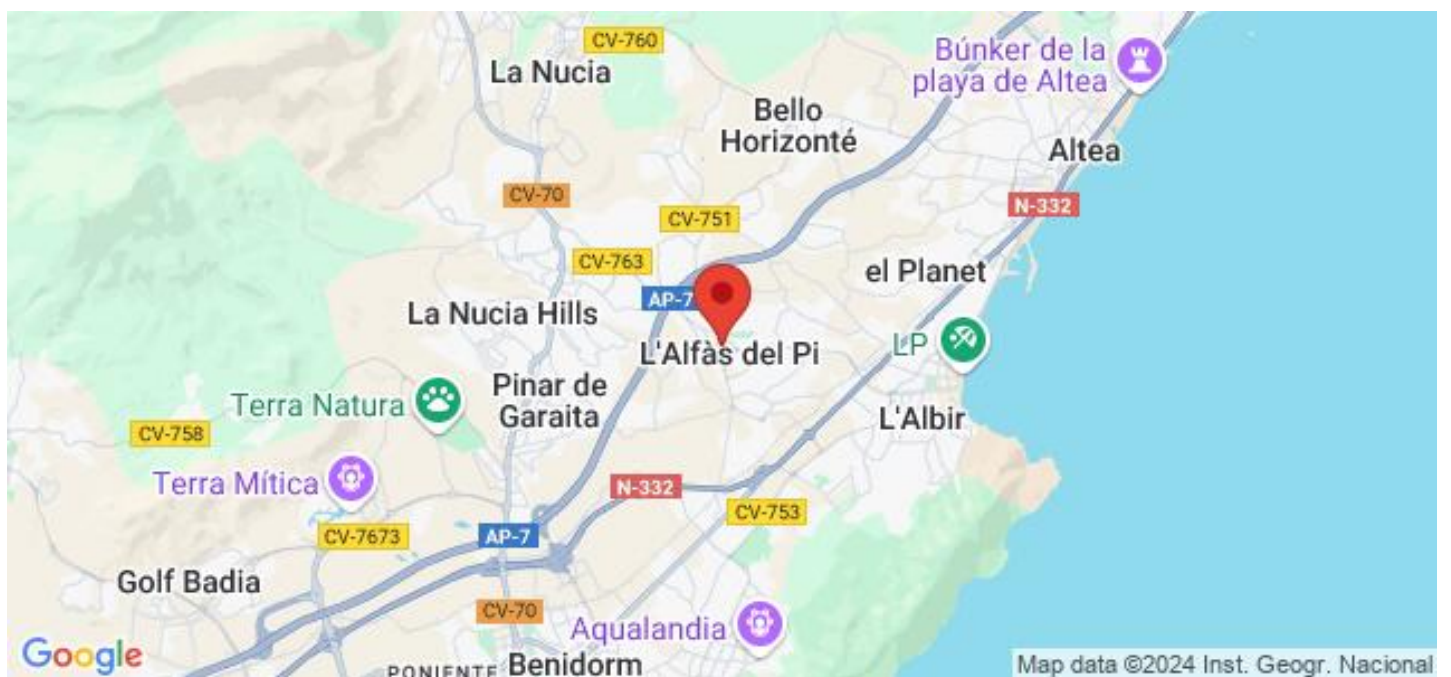 CV-760
Búnker de la
playa de Altea
La Nucia
Bello
Horizonté
Altea
CV-70
N-332
CV-751
CV-763
el Planet
AP-7
La Nucia Hills
LP
L'Alfàs del Pi
Pinar de
Garaita
Terra Natura
L'Albir
CV-758
Terra Mítica
N-332
CV-753
CV-7673
AP-7
Golf Badia
CV-70
Aqualandia
Google
PONIENTE
Benidorm
Map data ©2024 Inst. Geogr. Nacional